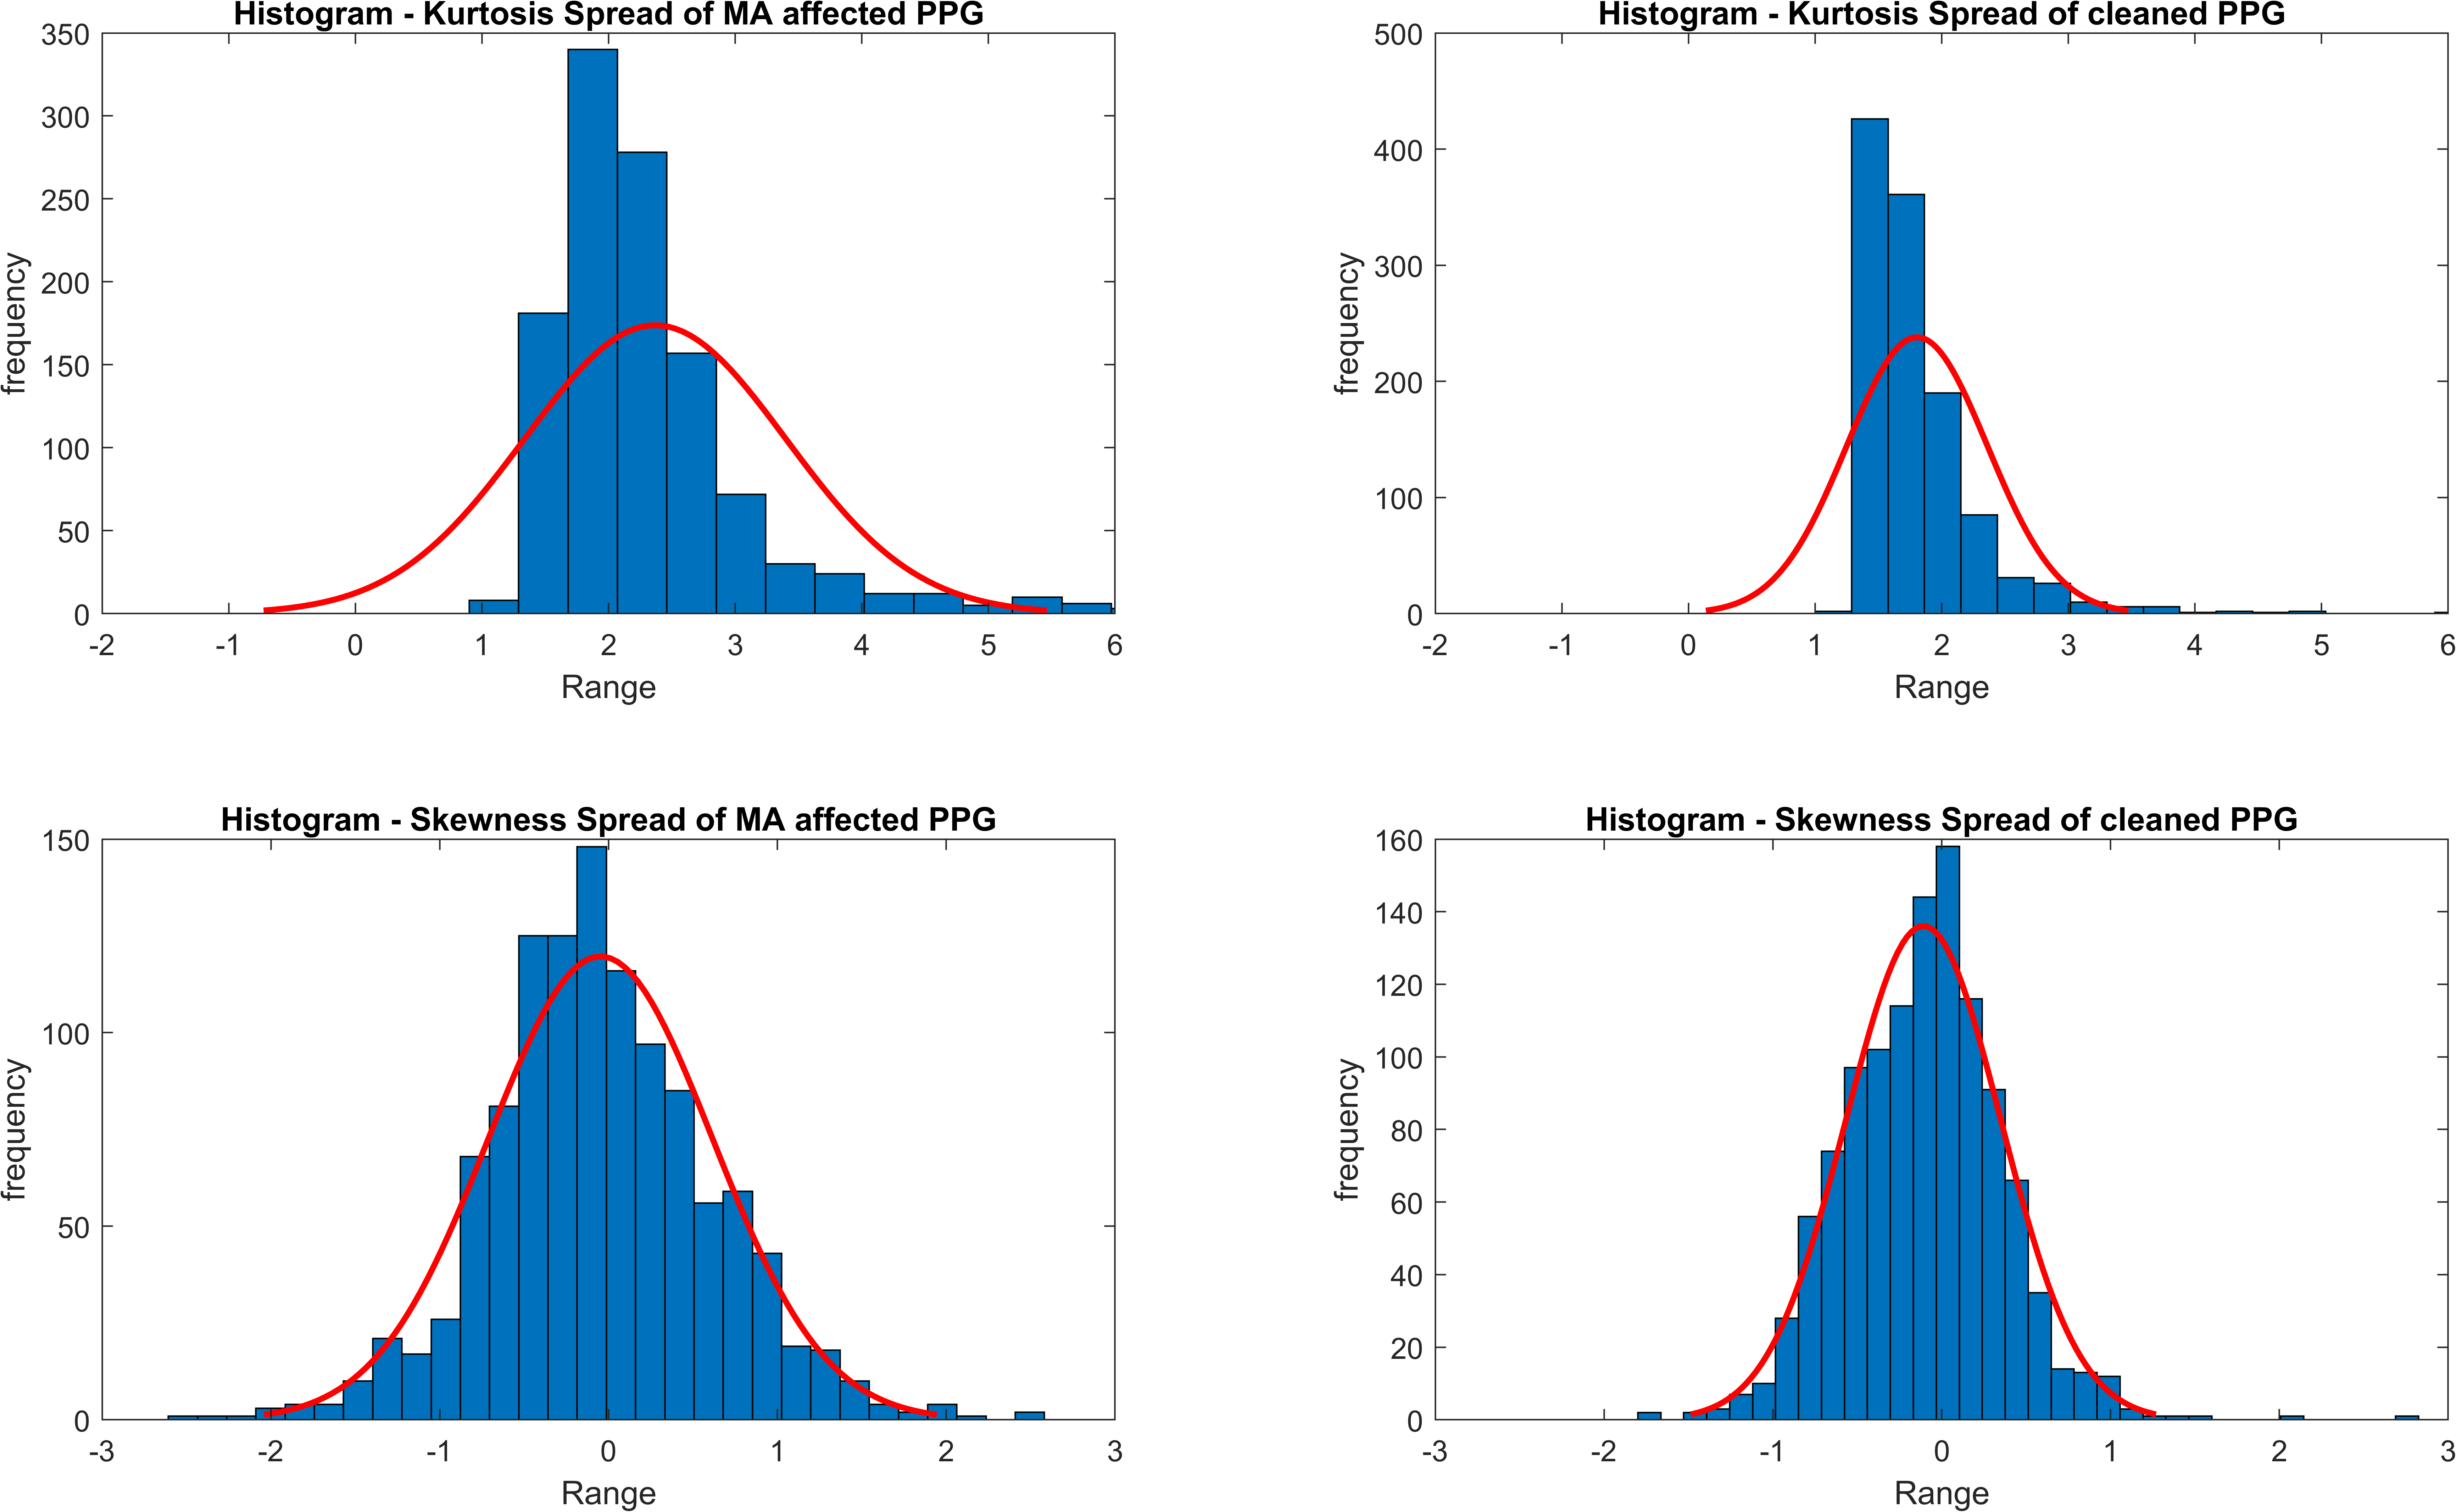 Histogram - Kurtosis Spread of MA affected PPG
350
300
250
200
150
100
50
0
frequency
-2 -1 0 1 2 3 4 5 6
Range
Histogram - Kurtosis Spread of cleaned PPG
500
400
300
200
100
0
frequency
-2 -1 0 1 2 3 4 5 6
Range
Histogram - Skewness Spread of MA affected PPG
150
100
50
0
frequency
-3 -2 -1 0 1 2 3
Range
Histogram - Skewness Spread of cleaned PPG
160
140
120
100
80
60
40
20
0
frequency
-3 -2 -1 0 1 2 3
Range